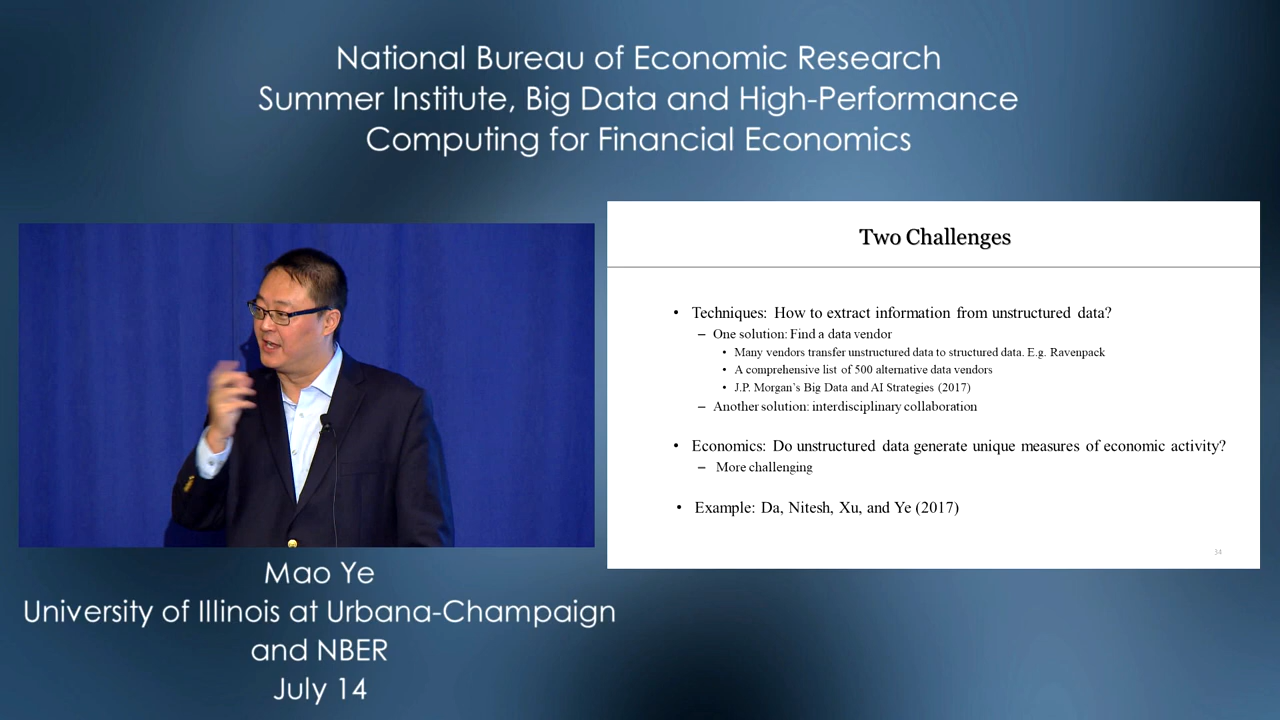 National Bureau of Economic Research
Summer Institute, Big Data and High-Performance
Computing for Financial Economics
Two Challenges
• Techniques: How to extract information from unstructured data?
– One solution: Find a data vendor
• Many vendors transfer unstructured data to structured data. E.g. Ravenpack
• A comprehensive list of 500 alternative data vendors
• J.P. Morgan's Big Data and AI Strategies (2017)
– Another solution: interdisciplinary collaboration
• Economics: Do unstructured data generate unique measures of economic activity?
– More challenging
• Example: Da, Nitesh, Xu, and Ye (2017)
34
Mao Ye
University of Illinois at Urbana-Champaign
and NBER
July 14